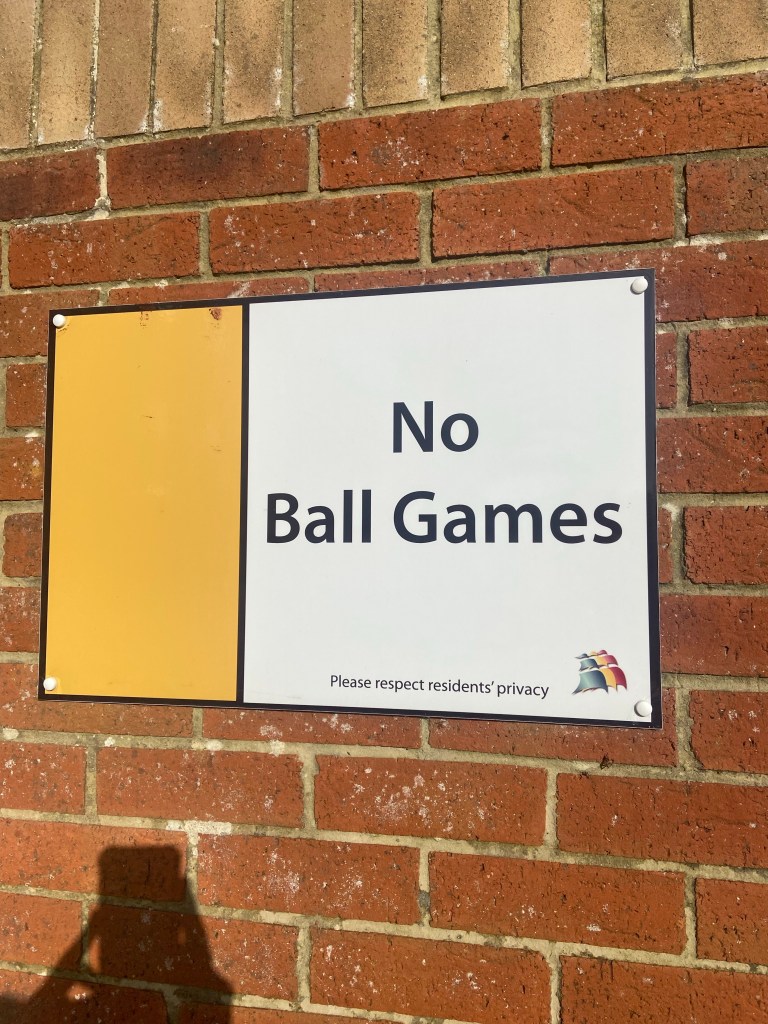 No
Ball Games
Please respect residents’ privacy